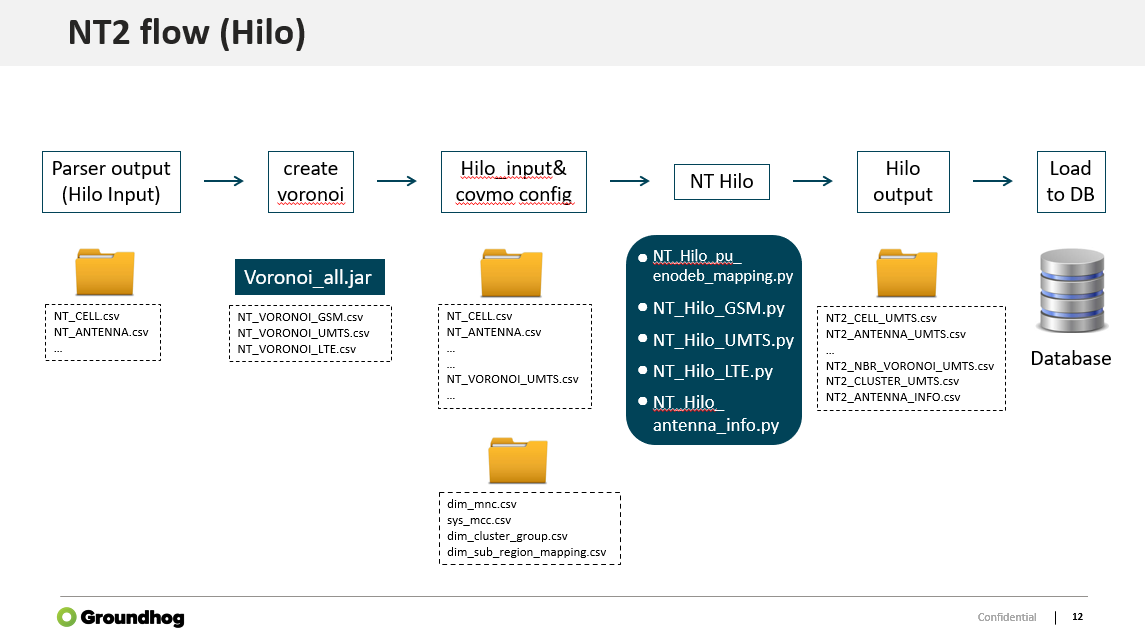 NT2 flow (Hilo)
Parser output
(Hilo Input)
create
voronoi
Hilo_input&
covmo config
NT Hilo
Hilo
output
Load
to DB
NT_CELL.csv
NT_ANTENNA.csv
...
Voronoi_all.jar
NT_VORONOI_GSM.csv
NT_VORONOI_UMTS.csv
NT_VORONOI_LTE.csv
NT_CELL.csv
NT_ANTENNA.csv
...
...
NT_VORONOI_UMTS.csv
...
dim_mnc.csv
sys_mcc.csv
dim_cluster_group.csv
dim_sub_region_mapping.csv
NT_Hilo_pu_
enodeb_mapping.py
NT_Hilo_GSM.py
NT_Hilo_UMTS.py
NT_Hilo_LTE.py
NT_Hilo_
antenna_info.py
NT2_CELL_UMTS.csv
NT2_ANTENNA_UMTS.csv
...
NT2_NBR_VORONOI_UMTS.csv
NT2_CLUSTER_UMTS.csv
NT2_ANTENNA_INFO.csv
Database
Groundhog
Confidential
12